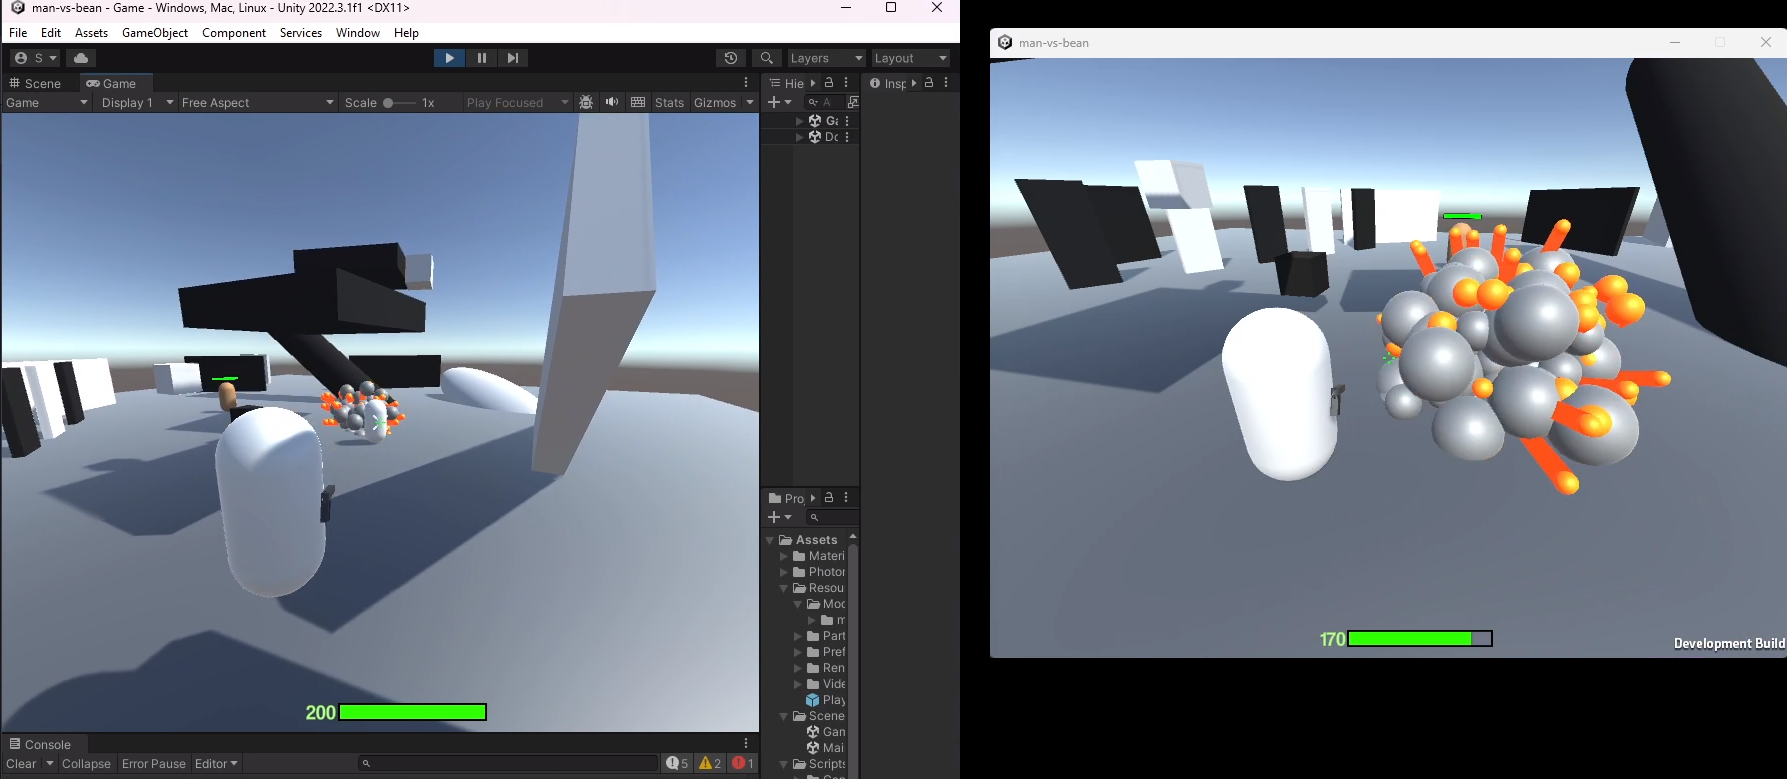 man-vs-bean - Game - Windows, Mac, Linux - Unity 2022.3.1f1 <DX11>
File Edit Assets GameObject Component Services Window Help
S Layers Layout
Scene Game
Game Display 1 Free Aspect Scale 1x Play Focused Stats Gizmos
200
Console
Clear Collapse Error Pause Editor 5 2 1
Hie Insp
A
Ga
Do
Pro
Assets
Materi
Photor
Resou
Moc
m
Part
Pref
Ren
Vide
Play
Scene
Gan
Mai
Scripts
man-vs-bean
170
Development Build